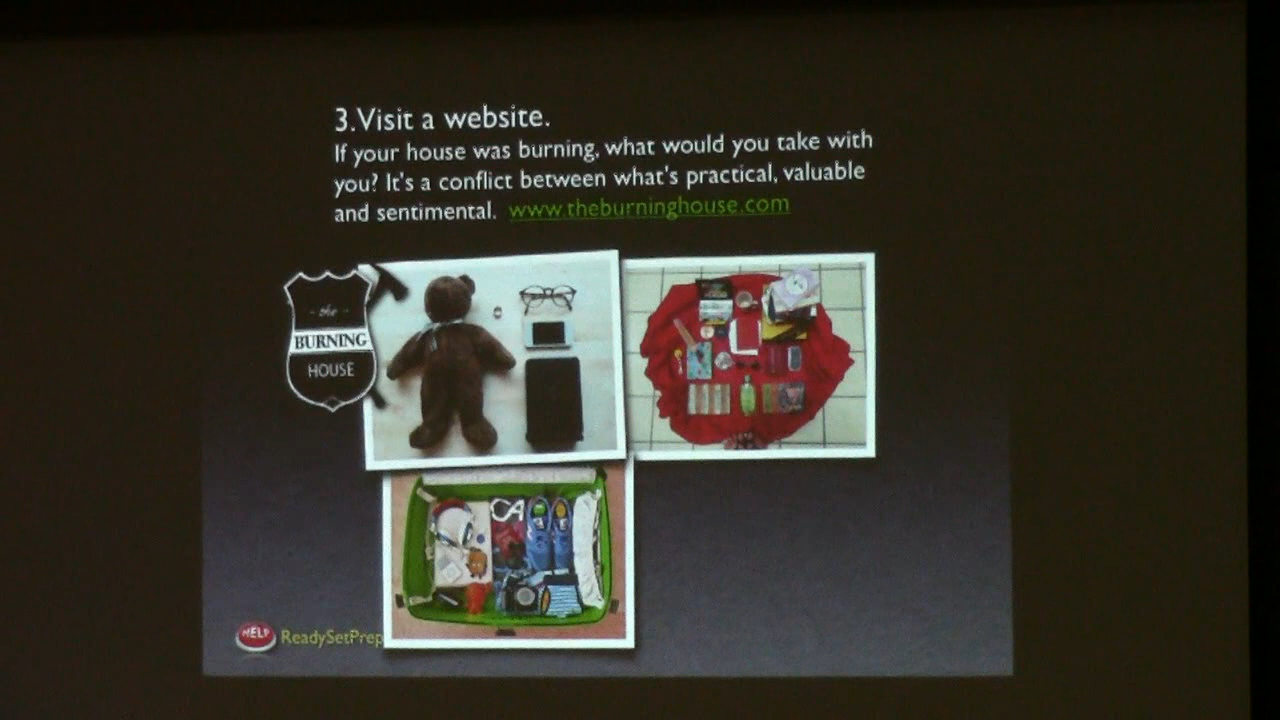 3. Visit a website.
If your house was burning, what would you take with
you? It's a conflict between what's practical, valuable
and sentimental. www.theburninghouse.com
- the -
BURNING
HOUSE
HELP ReadySetPrep